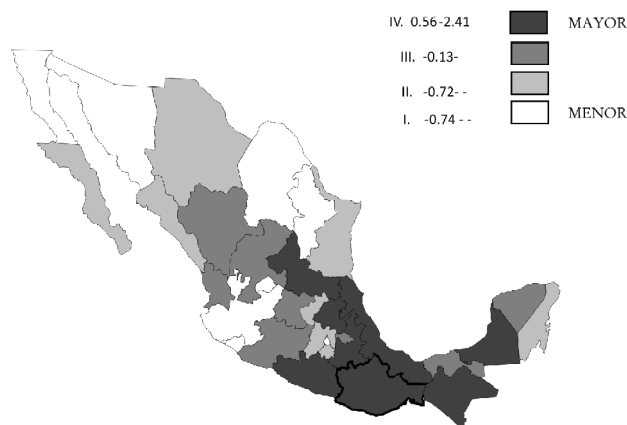 IV. 0.56-2.41 MAYOR
III. -0.13-
II. -0.72- -
I. -0.74 - - MENOR